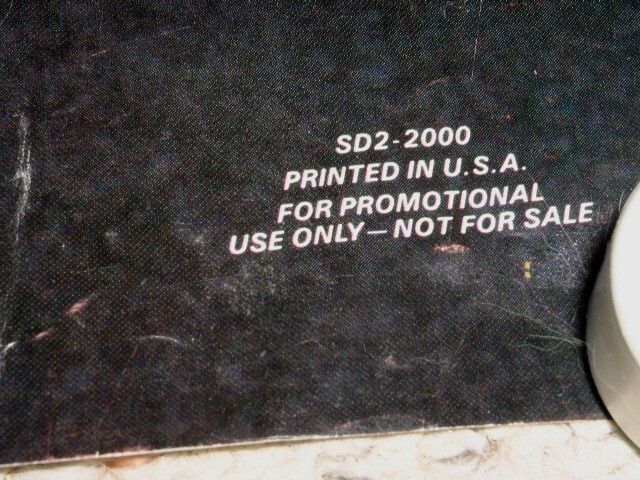 SD2-2000
PRINTED IN U.S.A.
FOR PROMOTIONAL
USE ONLY—NOT FOR SALE